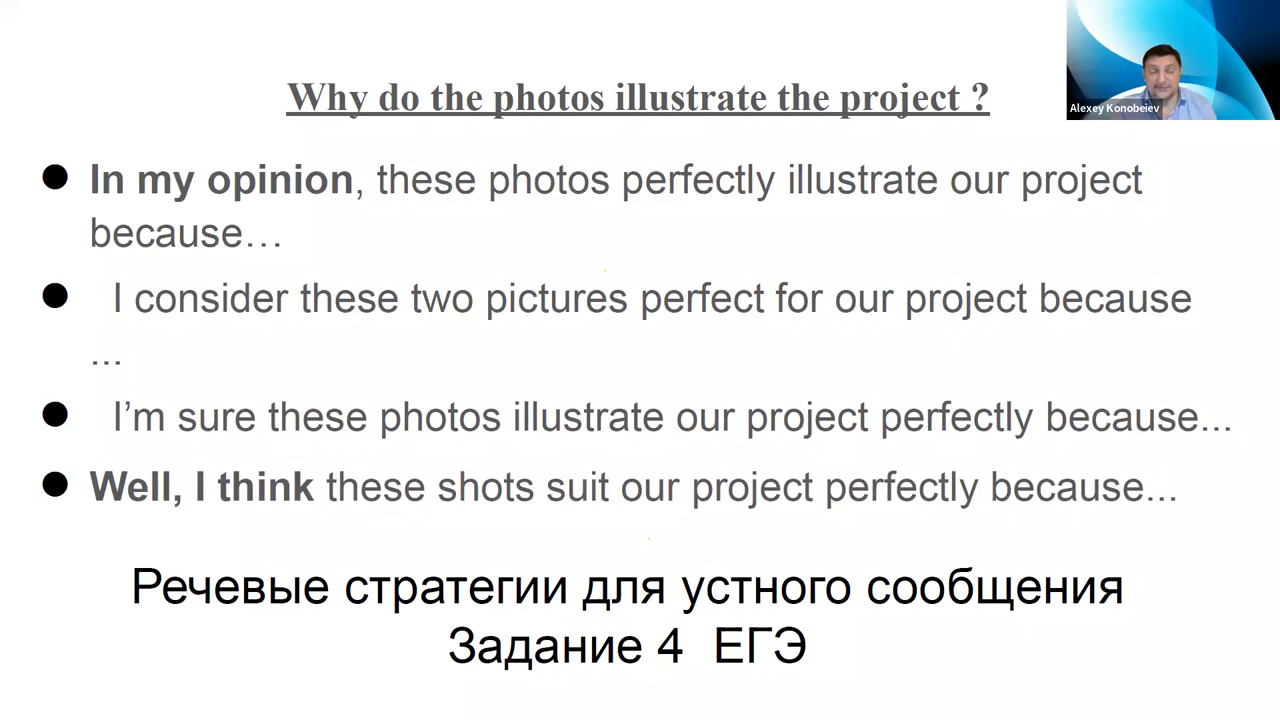 Alexey Konobeiev
Why do the photos illustrate the project ?
● In my opinion, these photos perfectly illustrate our project
because…
● I consider these two pictures perfect for our project because
...
● I’m sure these photos illustrate our project perfectly because...
● Well, I think these shots suit our project perfectly because...
Речевые стратегии для устного сообщения
Задание 4 ЕГЭ